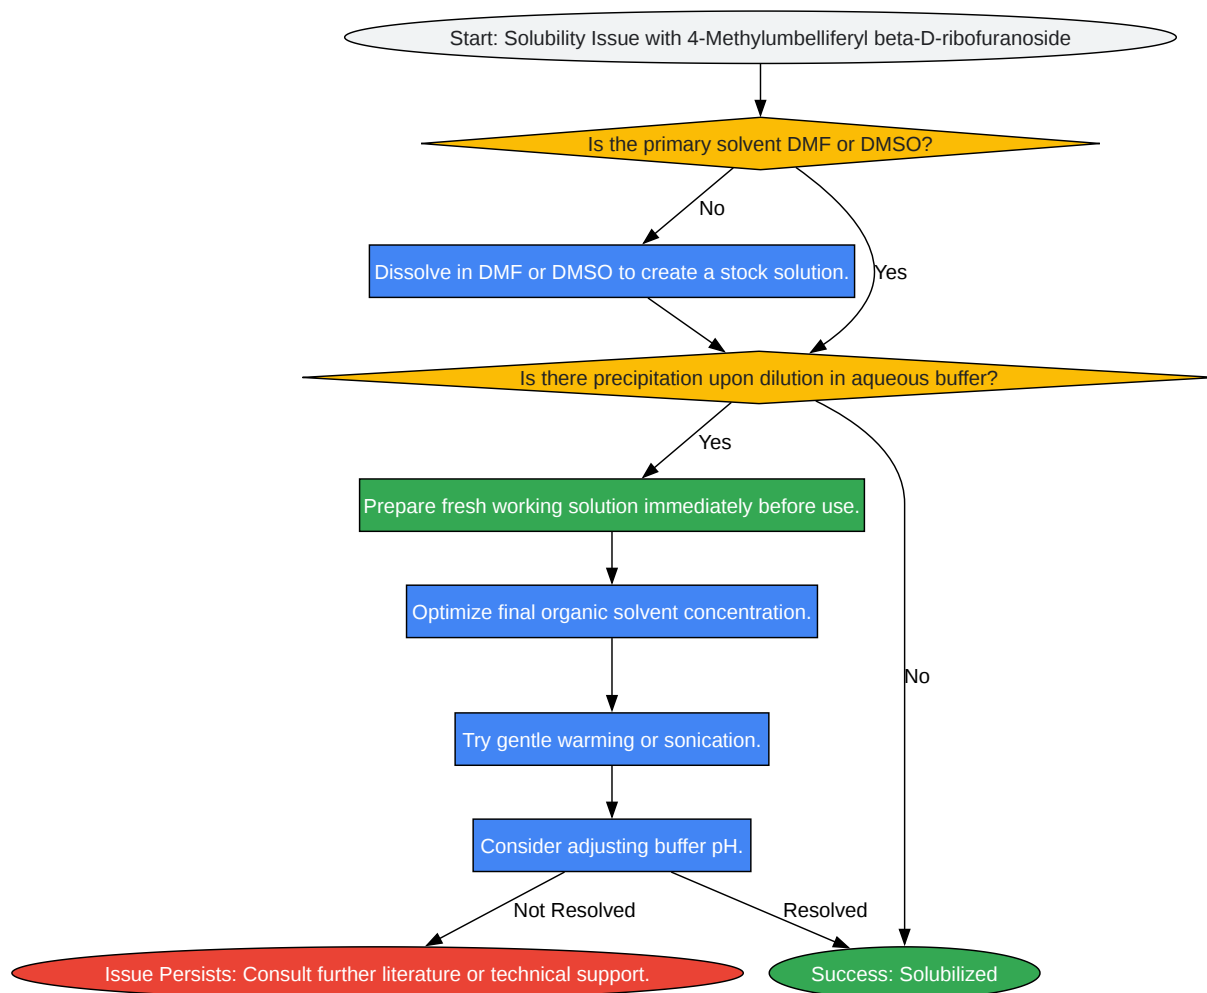 Start: Solubility Issue with 4-Methylumbelliferyl beta-D-ribofuranoside
Is the primary solvent DMF or DMSO?
No
Dissolve in DMF or DMSO to create a stock solution.
Yes
Is there precipitation upon dilution in aqueous buffer?
Yes
Prepare fresh working solution immediately before use.
Optimize final organic solvent concentration.
No
Try gentle warming or sonication.
Consider adjusting buffer pH.
Not Resolved
Resolved
Issue Persists: Consult further literature or technical support.
Success: Solubilized